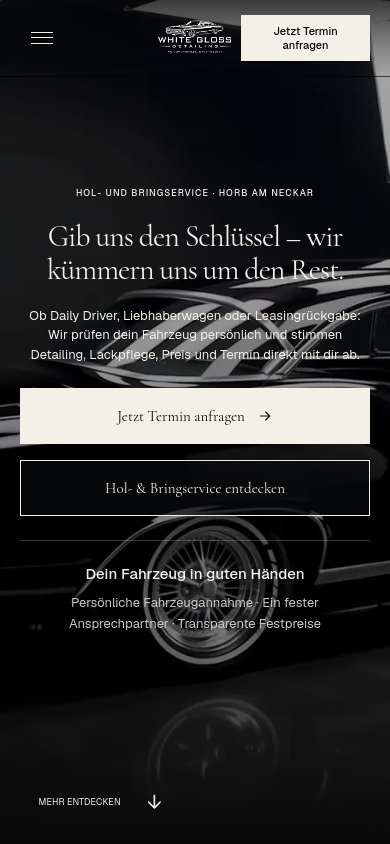 WHITE GLOSS
DETAILING
Jetzt Termin
anfragen
HOL- UND BRINGSERVICE · HORB AM NECKAR
Gib uns den Schlüssel – wir
kümmern uns um den Rest.
Ob Daily Driver, Liebhaberwagen oder Leasingrückgabe:
Wir prüfen dein Fahrzeug persönlich und stimmen
Detailing, Lackpflege, Preis und Termin direkt mit dir ab.
Jetzt Termin anfragen →
Hol- & Bringservice entdecken
Dein Fahrzeug in guten Händen
Persönliche Fahrzeugannahme · Ein fester
Ansprechpartner · Transparente Festpreise
MEHR ENTDECKEN ↓